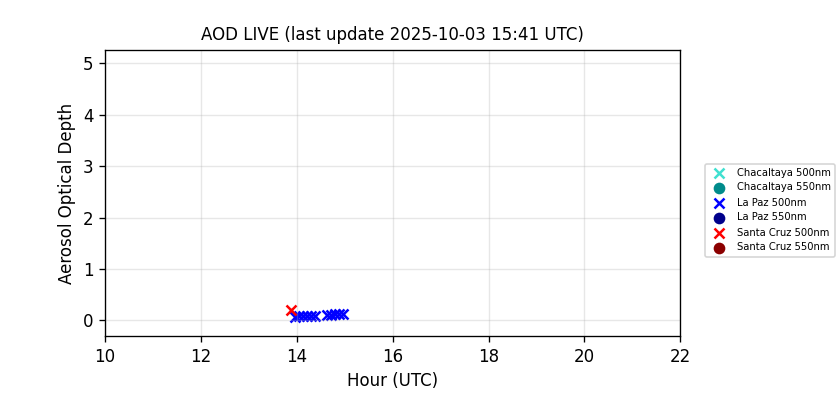 AOD LIVE (last update 2025-10-03 15:41 UTC)
Aerosol Optical Depth
5
4
3
2
1
0
10 12 14 16 18 20 22
Hour (UTC)
Chacaltaya 500nm
Chacaltaya 550nm
La Paz 500nm
La Paz 550nm
Santa Cruz 500nm
Santa Cruz 550nm